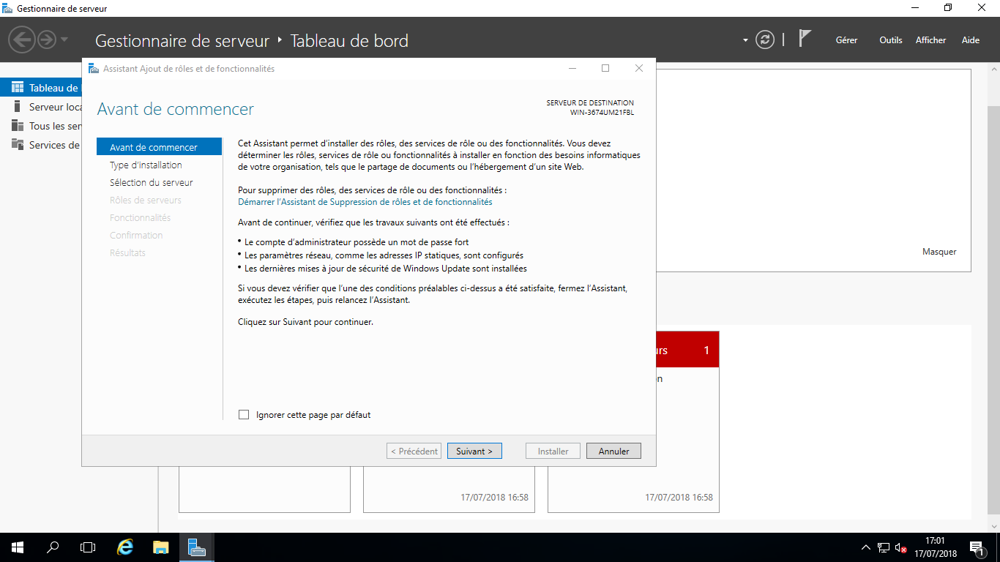 Gestionnaire de serveur
Gestionnaire de serveur ‣ Tableau de bord
Gérer Outils Afficher Aide
Tableau de
Serveur loca
Tous les ser
Services de
Assistant Ajout de rôles et de fonctionnalités
Avant de commencer
SERVEUR DE DESTINATION
WIN-3674UM21FBL
Avant de commencer
Type d'installation
Sélection du serveur
Rôles de serveurs
Fonctionnalités
Confirmation
Résultats
Cet Assistant permet d'installer des rôles, des services de rôle ou des fonctionnalités. Vous devez
déterminer les rôles, services de rôle ou fonctionnalités à installer en fonction des besoins informatiques
de votre organisation, tels que le partage de documents ou l'hébergement d'un site Web.
Pour supprimer des rôles, des services de rôle ou des fonctionnalités :
Démarrer l'Assistant de Suppression de rôles et de fonctionnalités
Avant de continuer, vérifiez que les travaux suivants ont été effectués :
• Le compte d'administrateur possède un mot de passe fort
• Les paramètres réseau, comme les adresses IP statiques, sont configurés
• Les dernières mises à jour de sécurité de Windows Update sont installées
Si vous devez vérifier que l'une des conditions préalables ci-dessus a été satisfaite, fermez l'Assistant,
exécutez les étapes, puis relancez l'Assistant.
Cliquez sur Suivant pour continuer.
Ignorer cette page par défaut
< Précédent
Suivant >
Installer
Annuler
Masquer
urs 1
n
17/07/2018 16:58
17/07/2018 16:58
17:01
17/07/2018
1